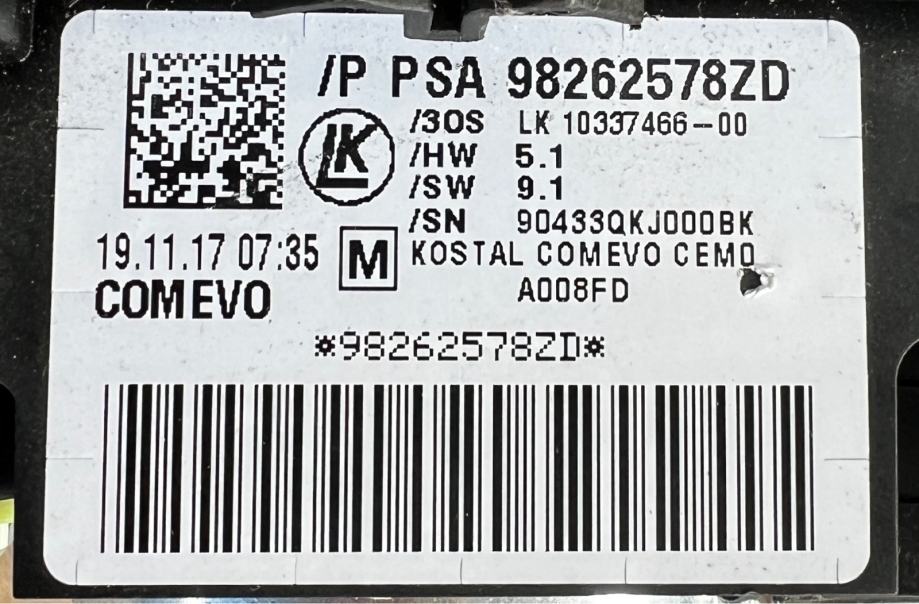 /P PSA 98262578ZD
/3OS LK 10337466-00
LK
/HW 5.1
/SW 9.1
/SN 90433QKJ000BK
19.11.17 07:35 M KOSTAL COMEVO CEMO
COMEVO A008FD
*98262578ZD*